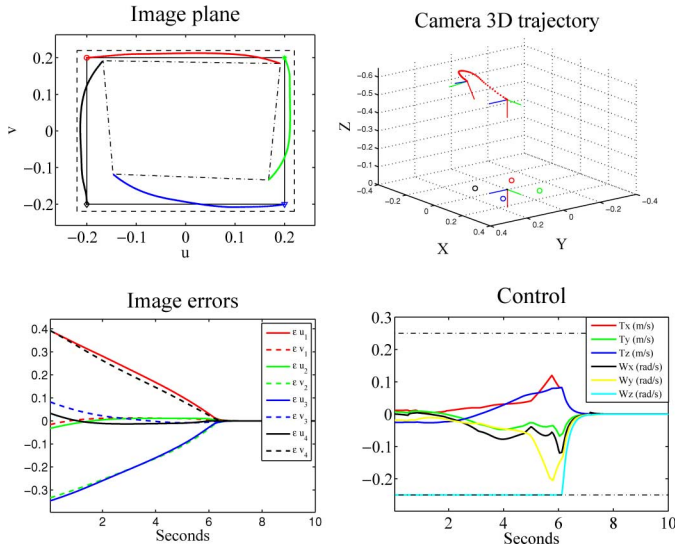 Image plane
0.2
0.1
0
−0.1
−0.2
v
−0.2
−0.1
0
0.1
0.2
u
Camera 3D trajectory
−0.6
−0.5
−0.4
−0.3
−0.2
−0.1
0
Z
−0.4
−0.2
0
0.2
0.4
X
0.4
0.2
0
−0.2
−0.4
Y
Image errors
0.4
0.3
0.2
0.1
0
−0.1
−0.2
−0.3
2
4
6
8
10
Seconds
ε u1
ε v1
ε u2
ε v2
ε u3
ε v3
ε u4
ε v4
Control
0.3
0.2
0.1
0
−0.1
−0.2
0
2
4
6
8
10
Seconds
Tx (m/s)
Ty (m/s)
Tz (m/s)
Wx (rad/s)
Wy (rad/s)
Wz (rad/s)